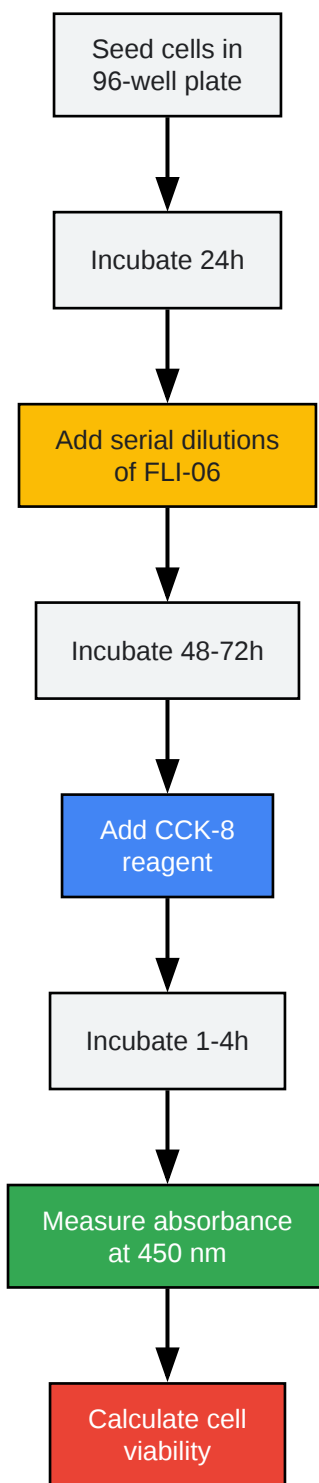 Seed cells in
96-well plate
Incubate 24h
Add serial dilutions
of FLI-06
Incubate 48-72h
Add CCK-8
reagent
Incubate 1-4h
Measure absorbance
at 450 nm
Calculate cell
viability